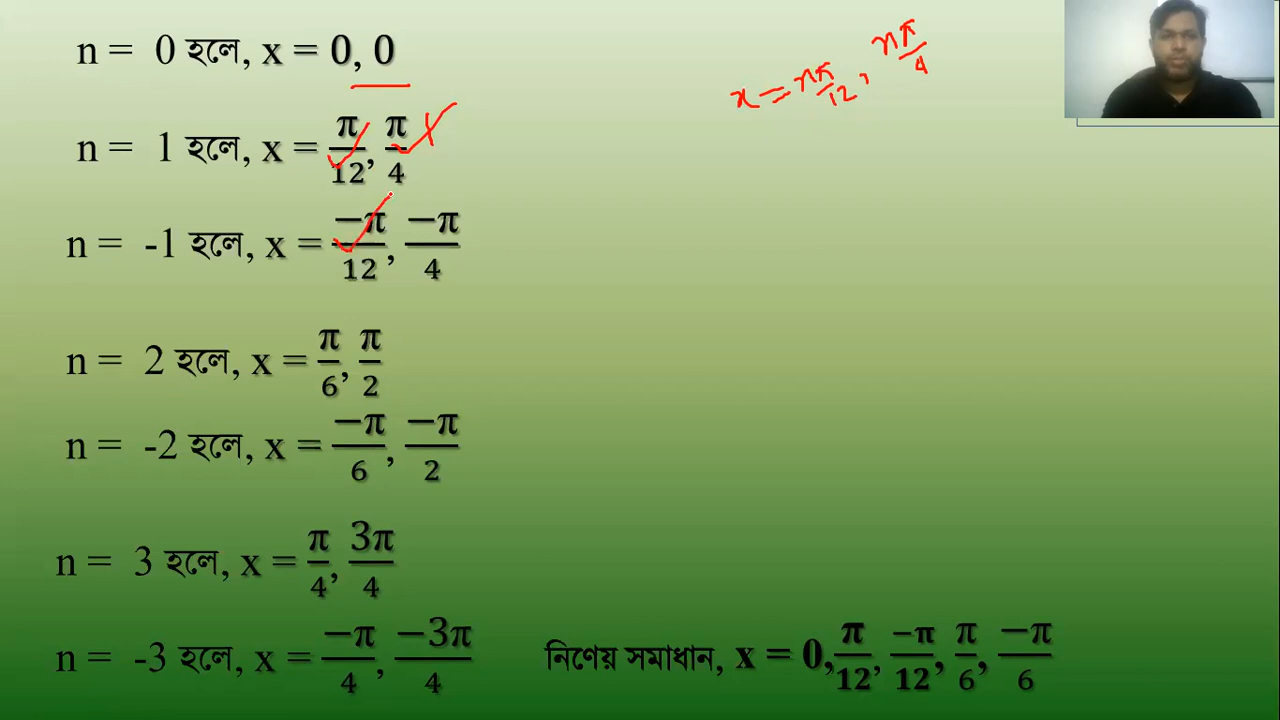 n = 0 হলে, x = 0, 0
x = nπ/12, nπ/4
n = 1 হলে, x = π/12, π/4
n = -1 হলে, x = −π/12, −π/4
n = 2 হলে, x = π/6, π/2
n = -2 হলে, x = −π/6, −π/2
n = 3 হলে, x = π/4, 3π/4
n = -3 হলে, x = −π/4, −3π/4
নিণেয় সমাধান, x = 0, π/12, −π/12, π/6, −π/6